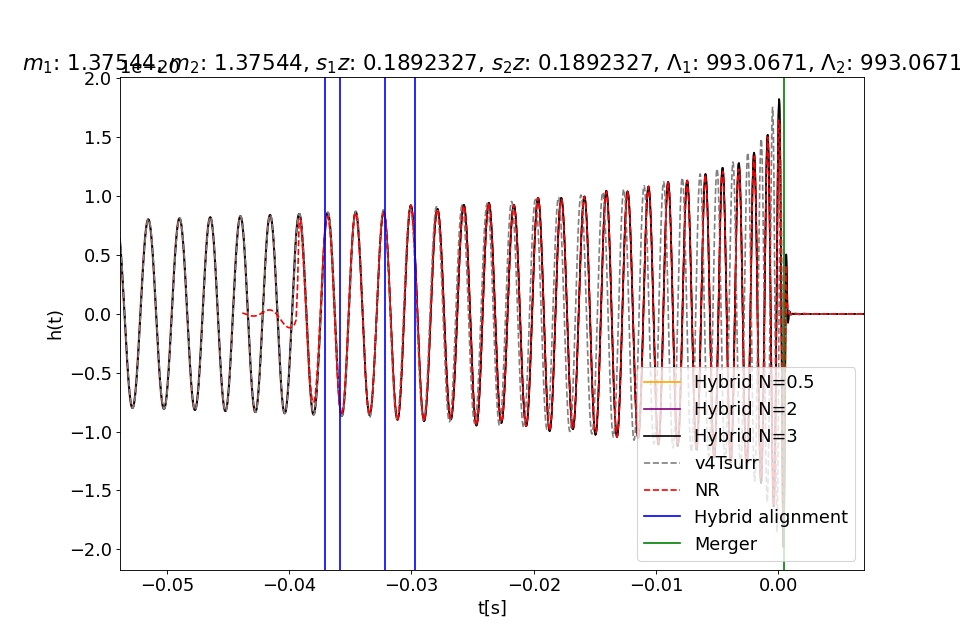 m₁: 1.37544, m₂: 1.37544, s₁z: 0.1892327, s₂z: 0.1892327, Λ₁: 993.0671, Λ₂: 993.0671
1e−20
2.0
1.5
1.0
0.5
0.0
−0.5
−1.0
−1.5
−2.0
h(t)
Hybrid N=0.5
Hybrid N=2
Hybrid N=3
v4Tsurr
NR
Hybrid alignment
Merger
−0.05 −0.04 −0.03 −0.02 −0.01 0.00
t[s]